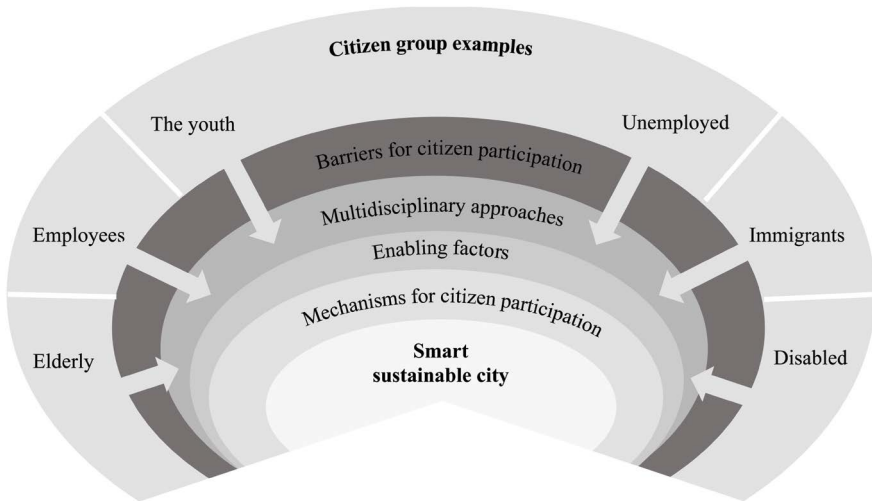 Citizen group examples
The youth
Unemployed
Barriers for citizen participation
Multidisciplinary approaches
Employees
Immigrants
Enabling factors
Mechanisms for citizen participation
Smart
sustainable city
Elderly
Disabled